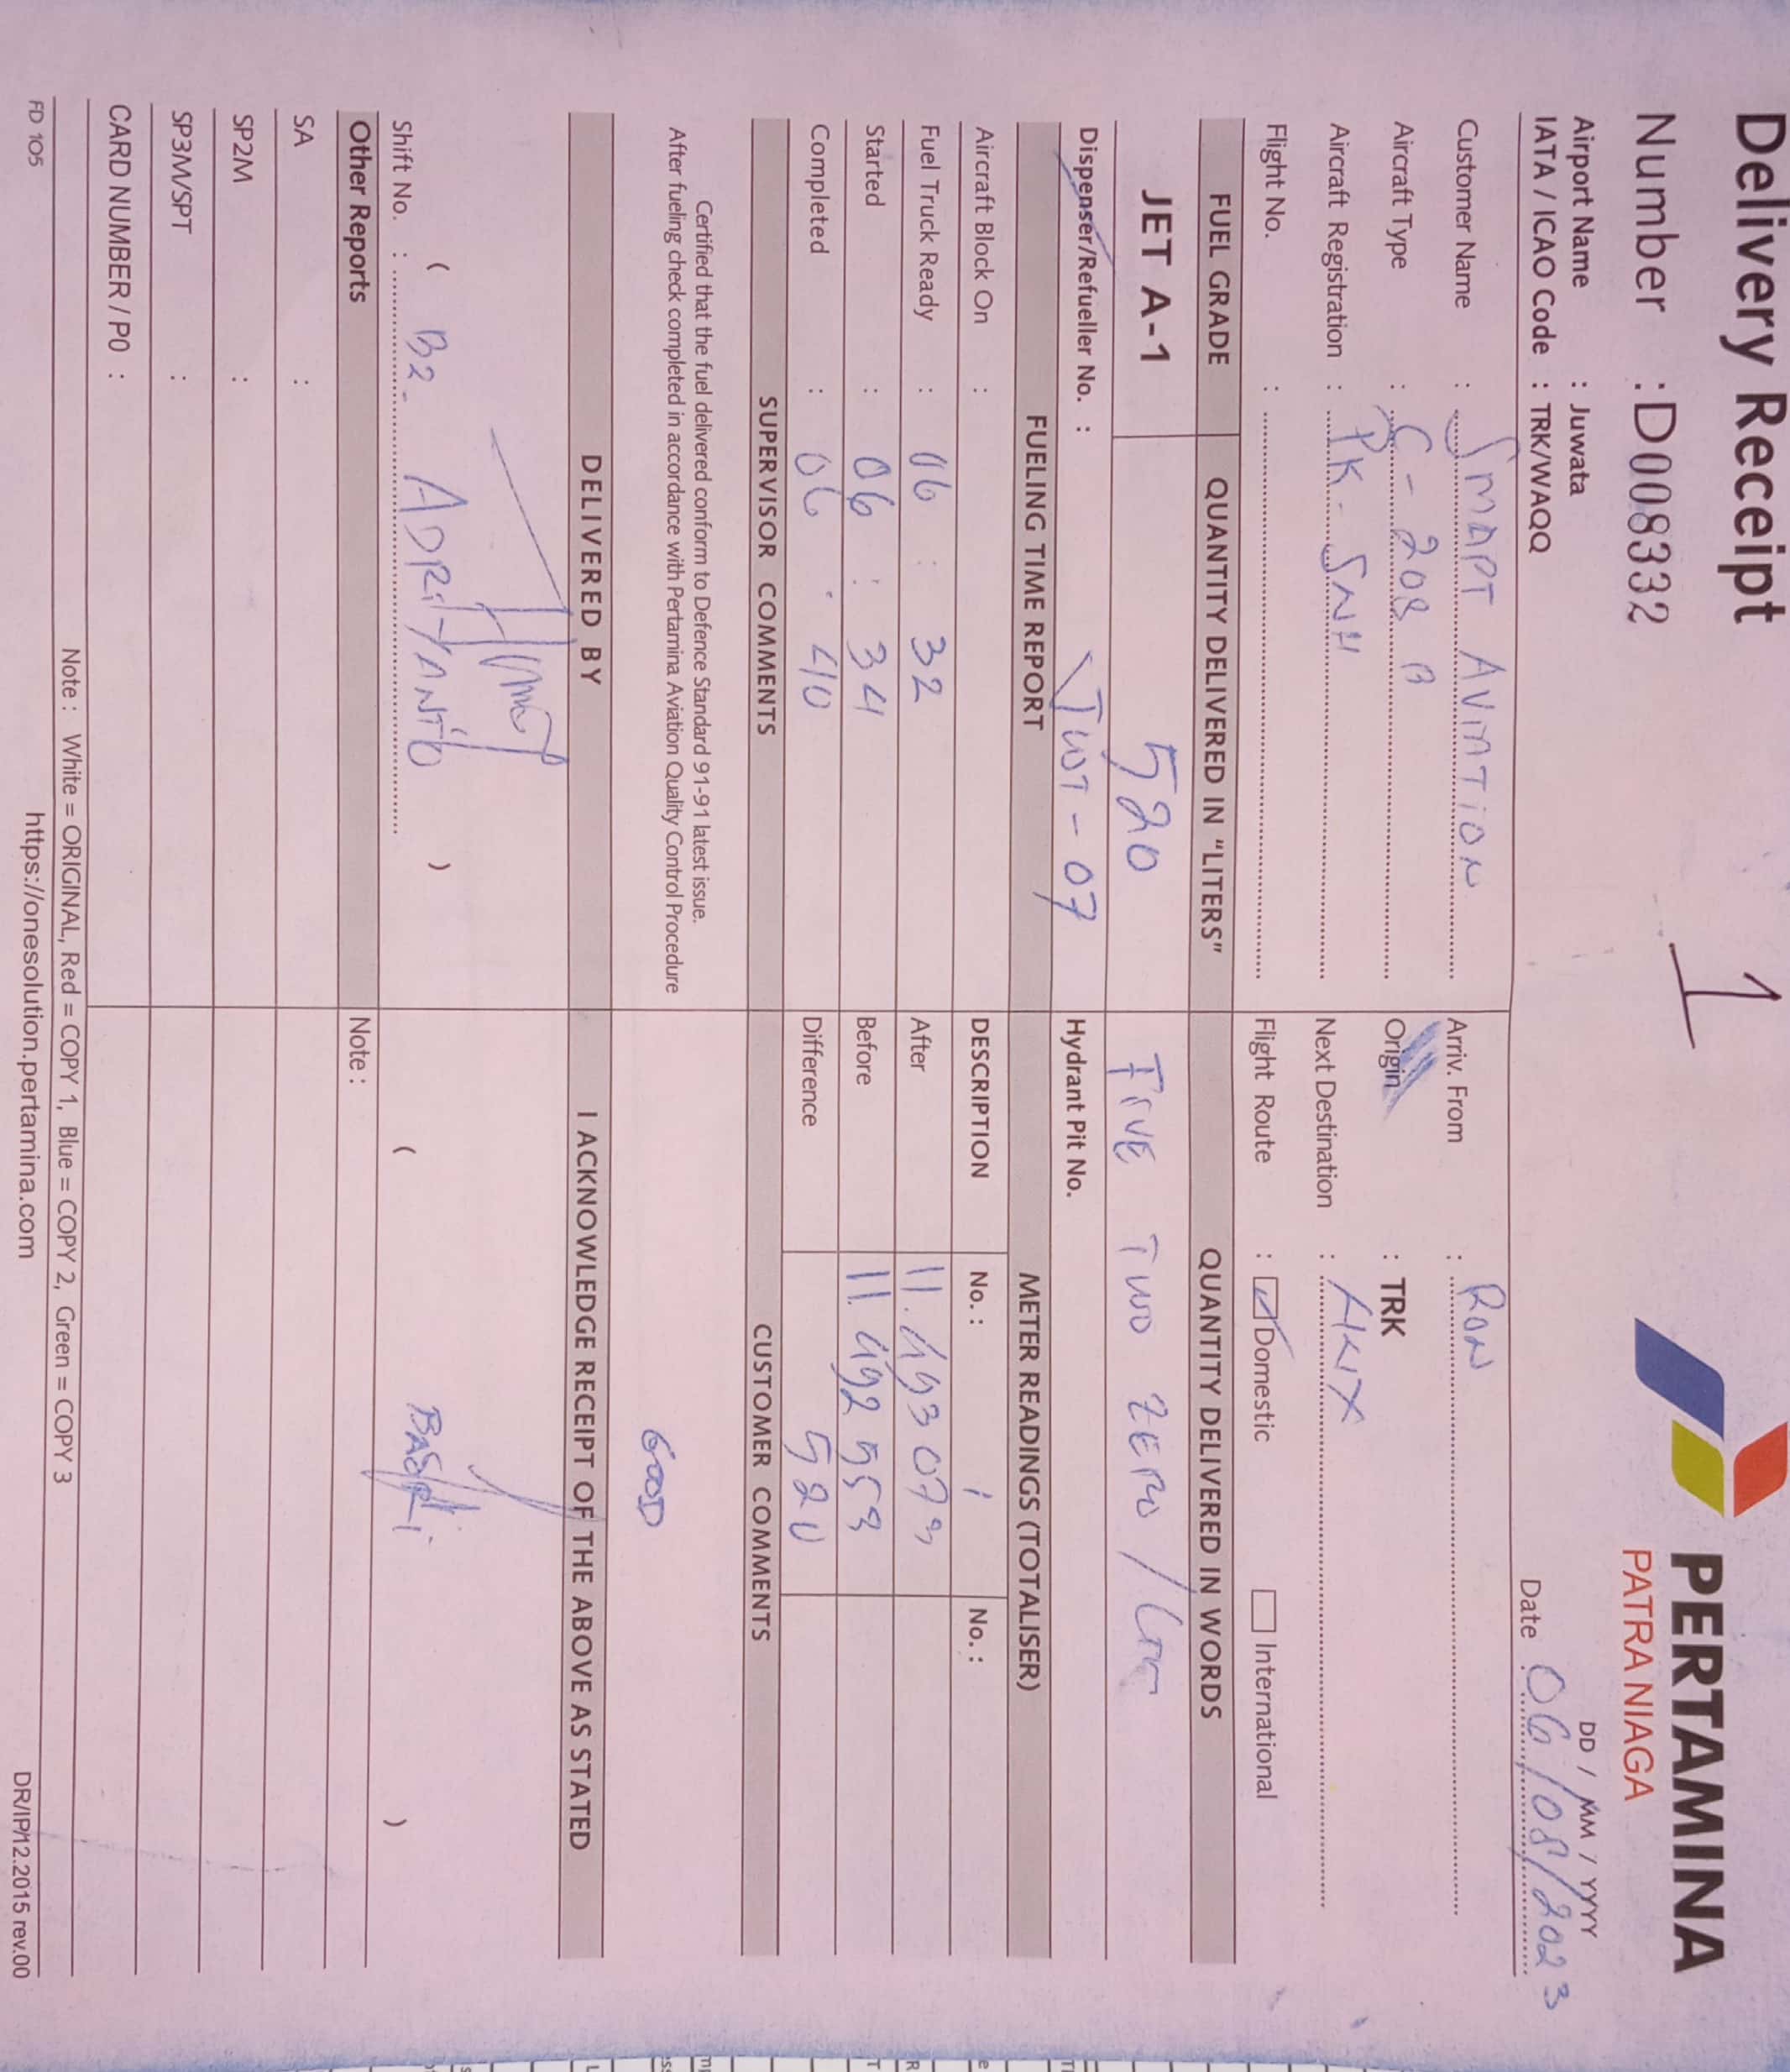 Delivery Receipt
Number : D008332
1
PERTAMINA
PATRA NIAGA
Airport Name : Juwata
IATA / ICAO Code : TRK/WAQQ
DD / MM / YYYY
Date 06/08/2023
Customer Name : SMART AVIATION
Arriv. From : RON
Aircraft Type : C-208 B
Origin : TRK
Aircraft Registration : PK-SNH
Next Destination :
Flight No. :
Flight Route : Domestic International
FUEL GRADE QUANTITY DELIVERED IN "LITERS" QUANTITY DELIVERED IN WORDS
JET A-1 520 FIVE TWO ZERO / LTR
Dispenser/Refueller No. : JWT-07 Hydrant Pit No.
FUELING TIME REPORT METER READINGS (TOTALISER)
Aircraft Block On : DESCRIPTION No. : 1 No. :
Fuel Truck Ready : 06 : 32 After 11.493079
Started : 06 : 34 Before 11.492559
Completed : 06 : 40 Difference 520
SUPERVISOR COMMENTS CUSTOMER COMMENTS
Certified that the fuel delivered conform to Defence Standard 91-91 latest issue.
After fueling check completed in accordance with Pertamina Aviation Quality Control Procedure
GOOD
DELIVERED BY I ACKNOWLEDGE RECEIPT OF THE ABOVE AS STATED
( B2- ADRIYANTO )
( BASRI )
Shift No. :
Other Reports Note :
SA :
SP2M :
SP3M/SPT :
CARD NUMBER / PO :
Note : White = ORIGINAL, Red = COPY 1, Blue = COPY 2, Green = COPY 3
FD 105 https://onesolution.pertamina.com DR/IP/12.2015 rev.00